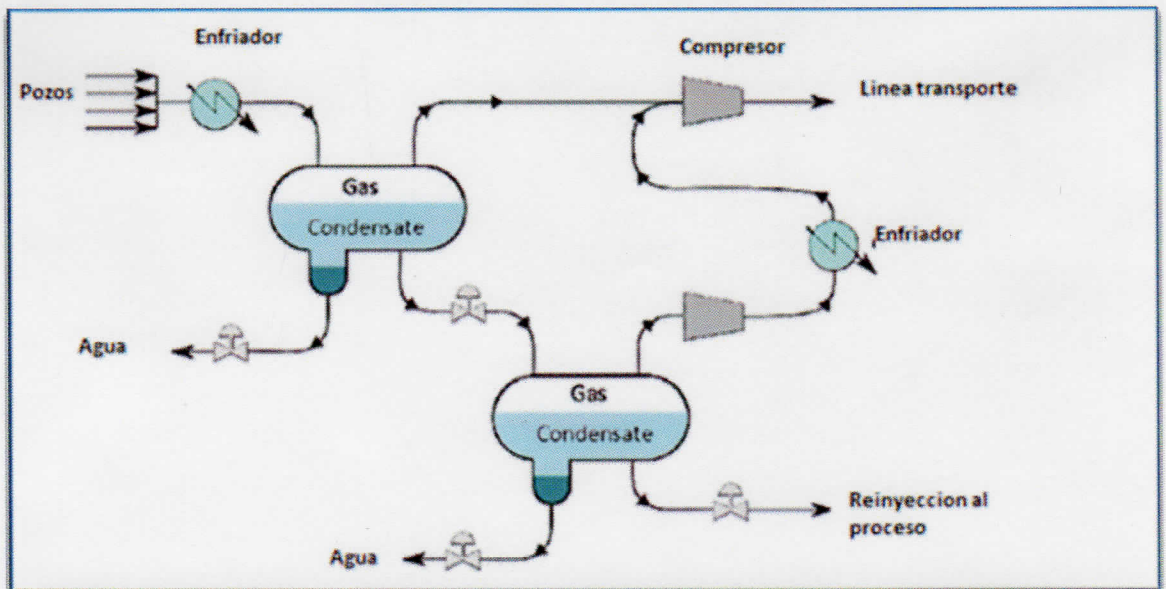 Enfriador
Compresor
Pozos
Linea transporte
Gas
Condensate
Enfriador
Agua
Gas
Condensate
Reinyeccion al
proceso
Agua